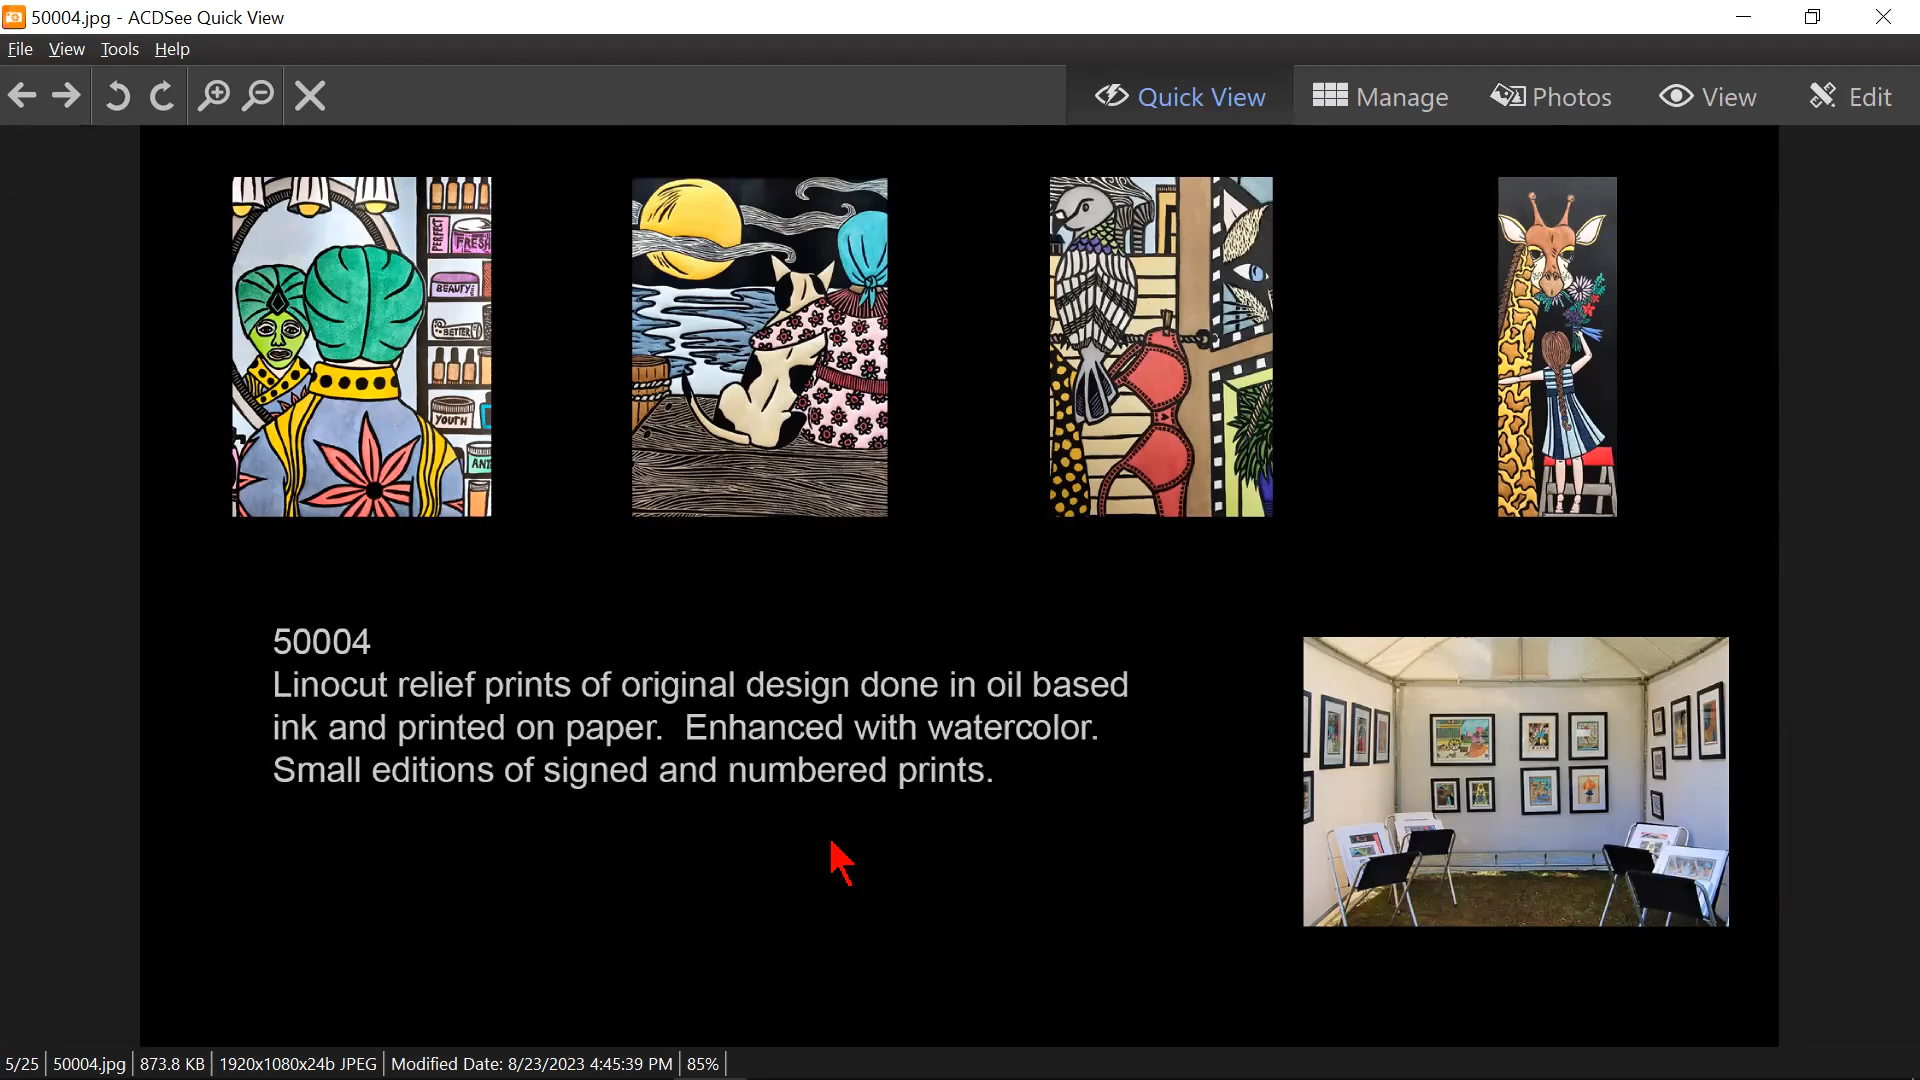 50004.jpg - ACDSee Quick View
File View Tools Help
Quick View Manage Photos View Edit
PERFECT
FRESH
BEAUTY
BETTER
YOUTH
ANTI
50004
Linocut relief prints of original design done in oil based
ink and printed on paper.  Enhanced with watercolor.
Small editions of signed and numbered prints.
5/25 50004.jpg 873.8 KB 1920x1080x24b JPEG Modified Date: 8/23/2023 4:45:39 PM 85%